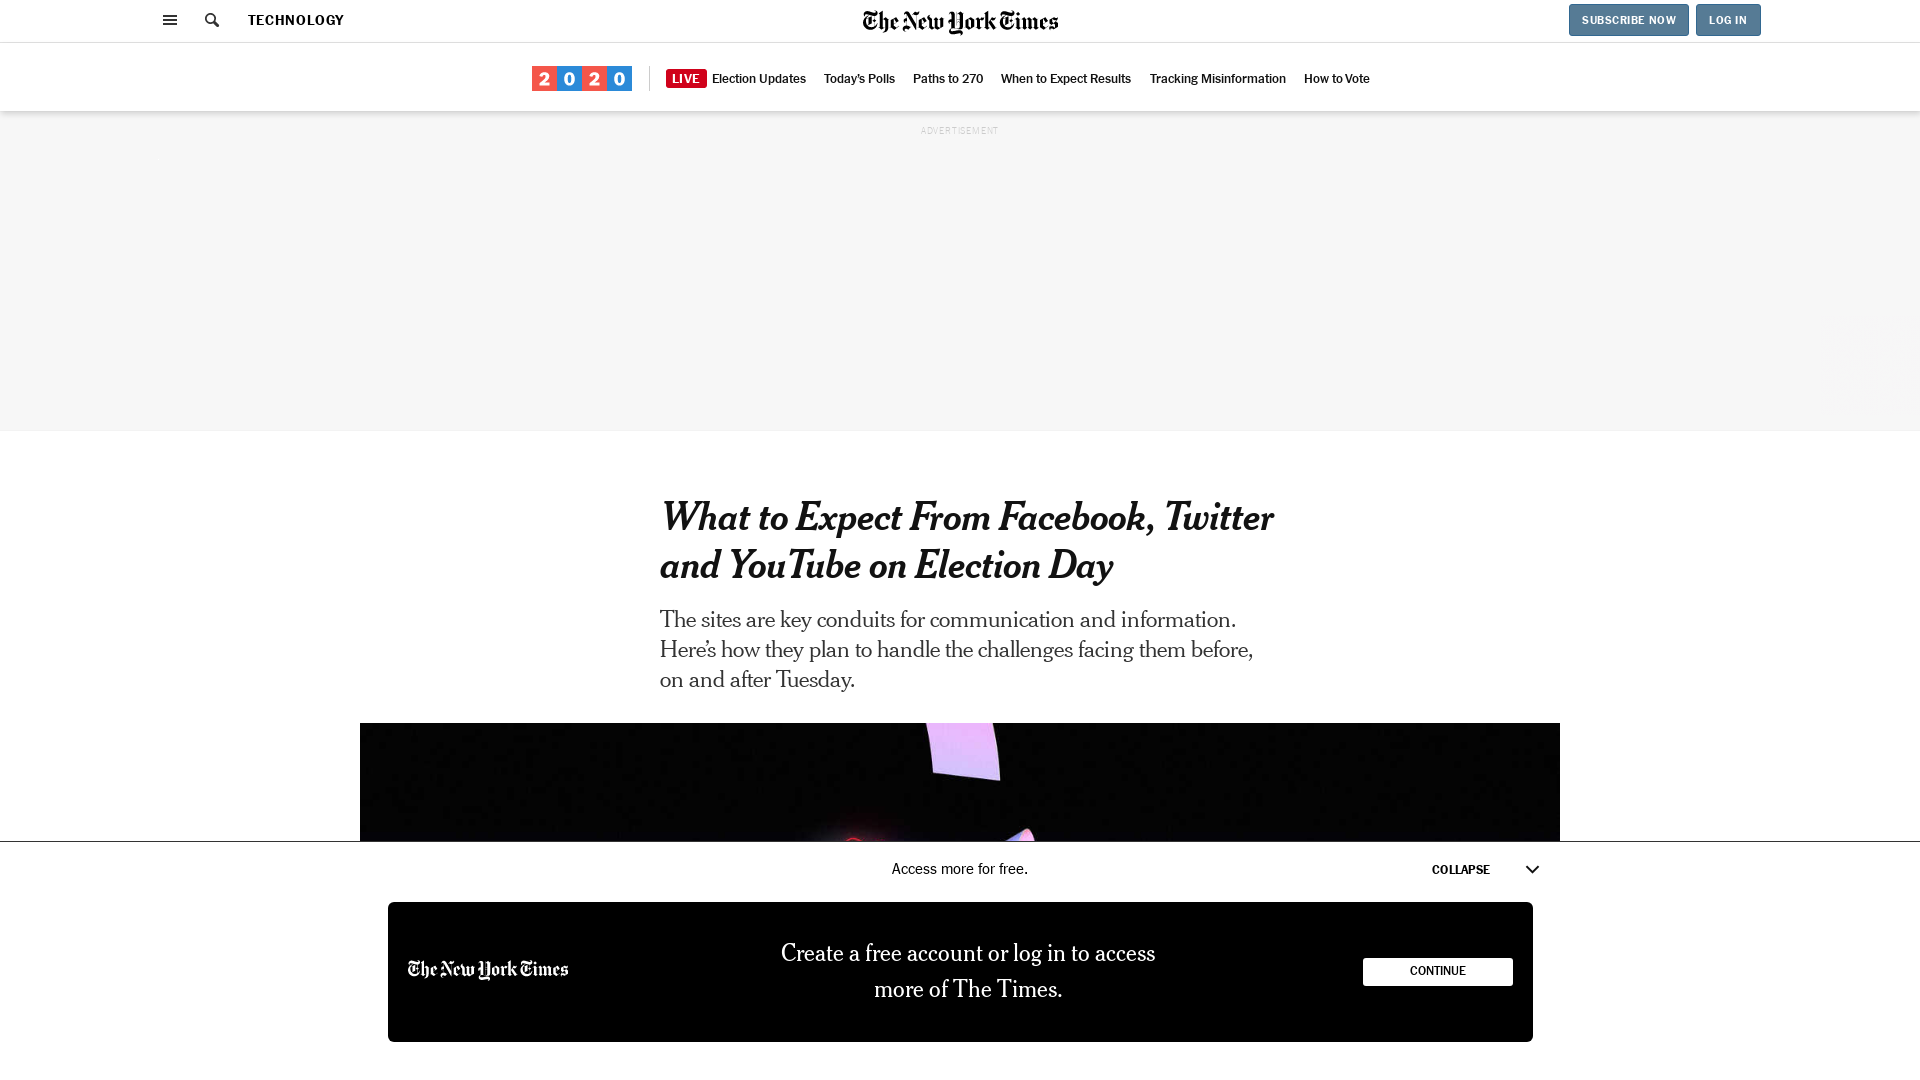 TECHNOLOGY
The New York Times
SUBSCRIBE NOW
LOG IN
2020
LIVE Election Updates
Today's Polls
Paths to 270
When to Expect Results
Tracking Misinformation
How to Vote
ADVERTISEMENT
What to Expect From Facebook, Twitter
and YouTube on Election Day
The sites are key conduits for communication and information.
Here's how they plan to handle the challenges facing them before,
on and after Tuesday.
Access more for free.
COLLAPSE
The New York Times
Create a free account or log in to access
more of The Times.
CONTINUE